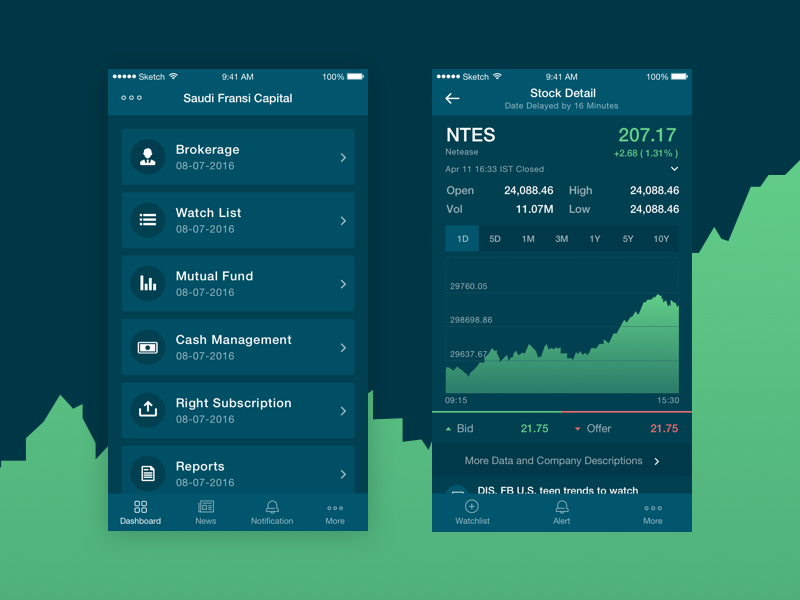 Sketch 9:41 AM 100%
Saudi Fransi Capital
Brokerage
08-07-2016
Watch List
08-07-2016
Mutual Fund
08-07-2016
Cash Management
08-07-2016
Right Subscription
08-07-2016
Reports
08-07-2016
Dashboard News Notification More
Sketch 9:41 AM 100%
Stock Detail
Date Delayed by 16 Minutes
NTES 207.17
Netease +2.68 ( 1.31% )
Apr 11 16:33 IST Closed
Open 24,088.46 High 24,088.46
Vol 11.07M Low 24,088.46
1D 5D 1M 3M 1Y 5Y 10Y
29760.05
298698.86
29637.67
09:15 15:30
Bid 21.75 Offer 21.75
More Data and Company Descriptions
DIS, FB U.S. teen trends to watch
Watchlist Alert More